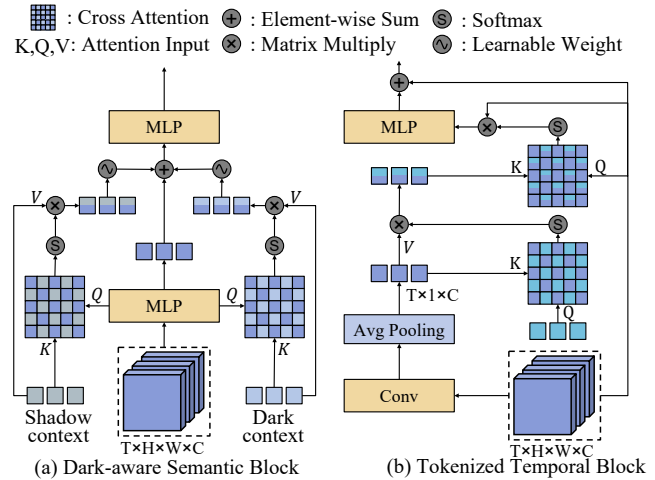 : Cross Attention + : Element-wise Sum S : Softmax
K,Q,V: Attention Input × : Matrix Multiply ~ : Learnable Weight
MLP
V
V
S
S
Q
MLP
Q
K
K
Shadow
context
T×H×W×C
Dark
context
(a) Dark-aware Semantic Block
+
MLP
×
S
K
Q
×
S
V
K
T×1×C
Q
Avg Pooling
Conv
T×H×W×C
(b) Tokenized Temporal Block